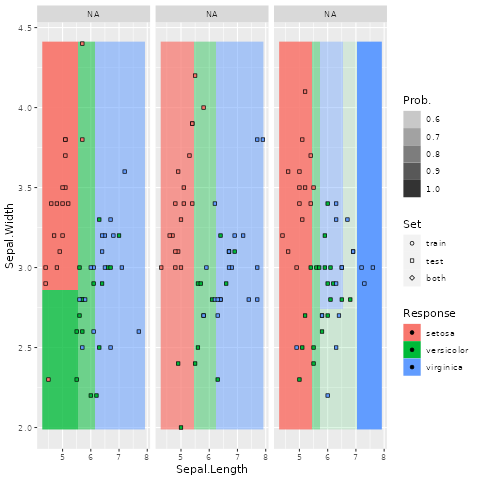 NA NA NA
4.5
4.0
3.5
3.0
2.5
2.0
Sepal.Width
5 6 7 8 5 6 7 8 5 6 7 8
Sepal.Length
Prob.
0.6
0.7
0.8
0.9
1.0
Set
train
test
both
Response
setosa
versicolor
virginica